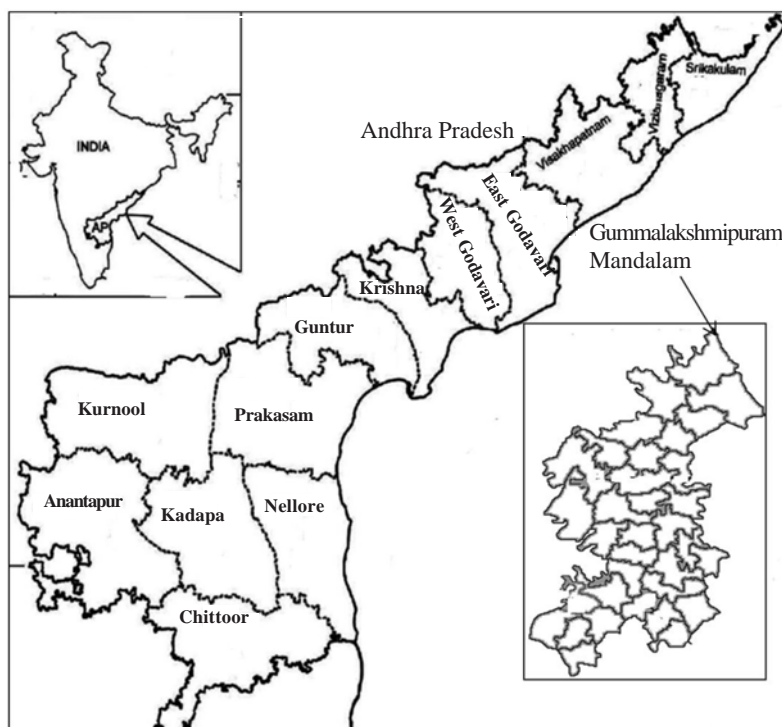 INDIA
AP
Andhra Pradesh
Srikakulam
Vizianagaram
Visakhapatnam
East Godavari
West Godavari
Gummalakshmipuram
Mandalam
Krishna
Guntur
Kurnool
Prakasam
Anantapur
Kadapa
Nellore
Chittoor